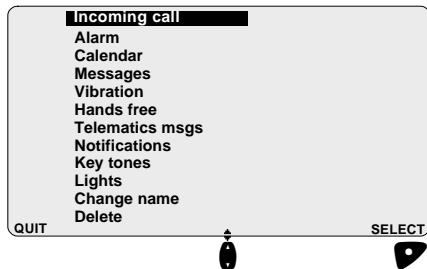 Incoming call
Alarm
Calendar
Messages
Vibration
Hands free
Telematics msgs
Notifications
Key tones
Lights
Change name
Delete
QUIT SELECT